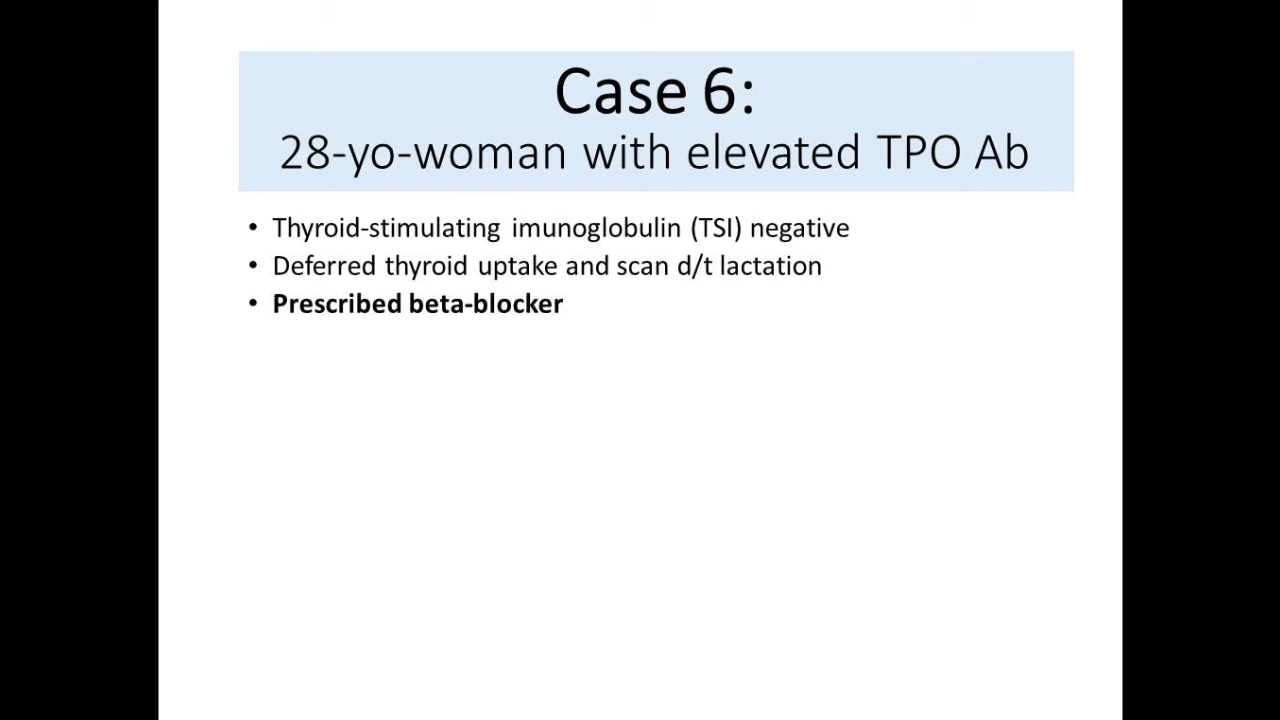 Case 6:
28-yo-woman with elevated TPO Ab
• Thyroid-stimulating imunoglobulin (TSI) negative
• Deferred thyroid uptake and scan d/t lactation
• Prescribed beta-blocker